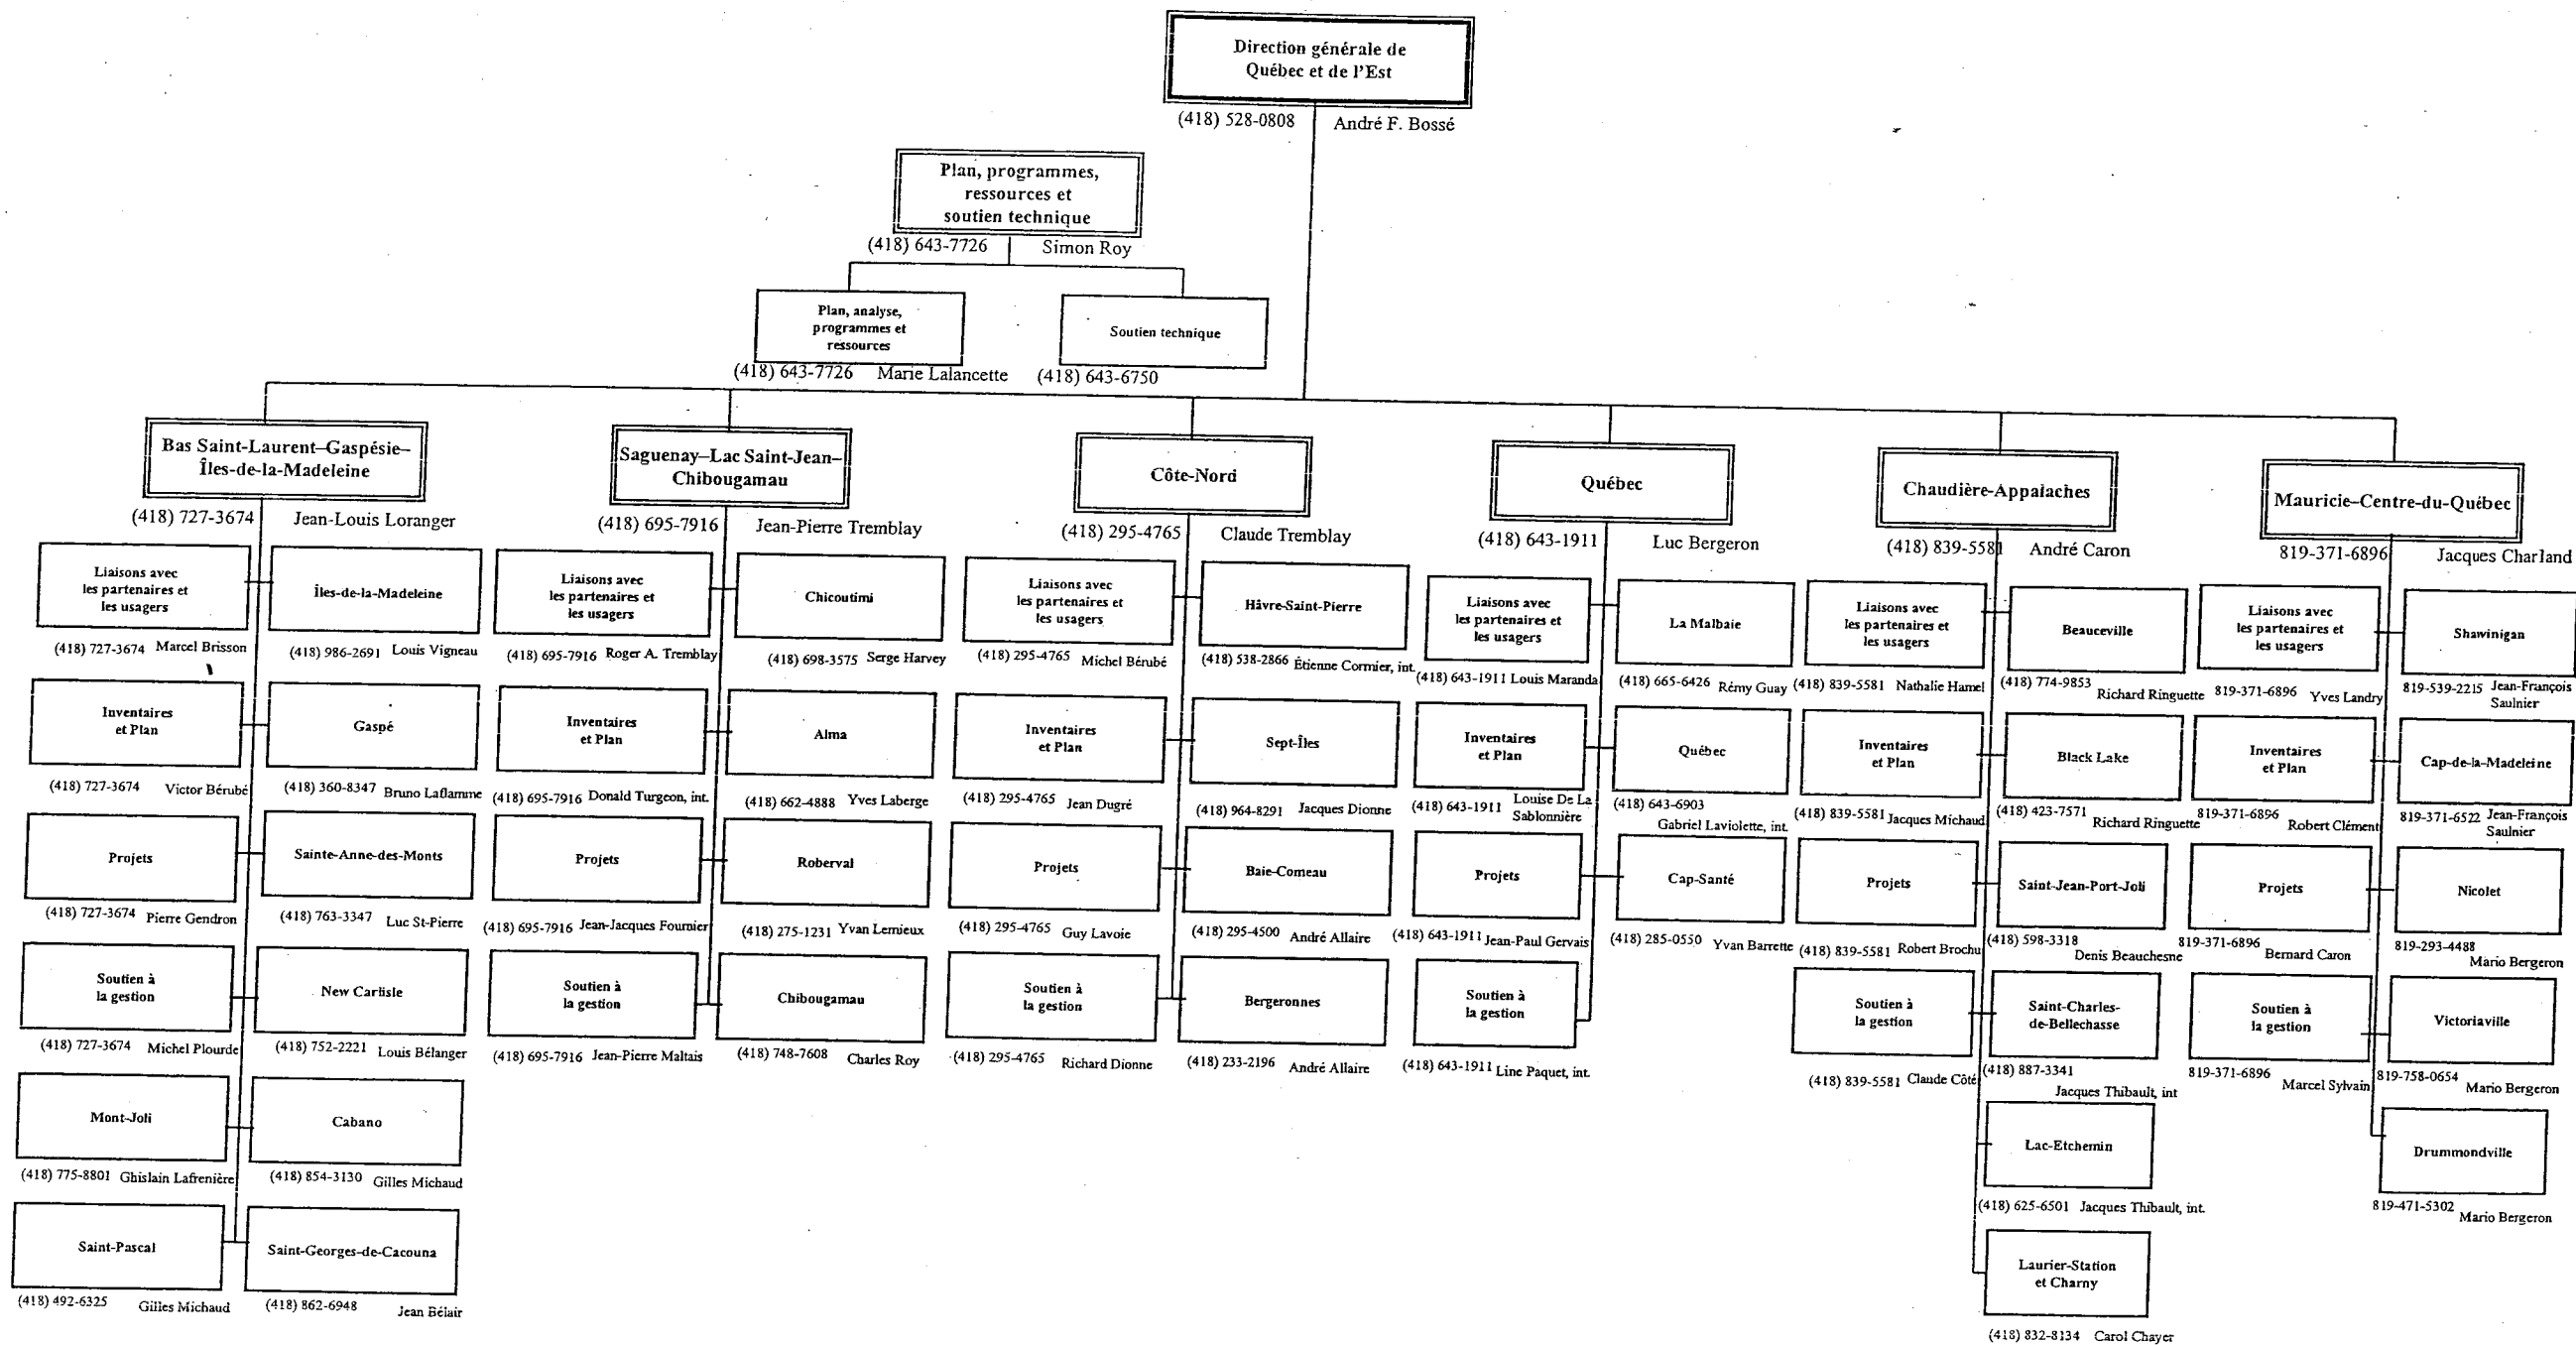 Direction générale de
Québec et de l'Est
(418) 528-0808 André F. Bossé
Plan, programmes,
ressources et
soutien technique
(418) 643-7726 Simon Roy
Plan, analyse,
programmes et
ressources
(418) 643-7726 Marie Lalancette
Soutien technique
(418) 643-6750
Bas Saint-Laurent–Gaspésie–
Îles-de-la-Madeleine
(418) 727-3674 Jean-Louis Loranger
Liaisons avec
les partenaires et
les usagers
(418) 727-3674 Marcel Brisson
Îles-de-la-Madeleine
(418) 986-2691 Louis Vigneau
Inventaires
et Plan
(418) 727-3674 Victor Bérubé
Gaspé
(418) 360-8347 Bruno Laflamme
Projets
(418) 727-3674 Pierre Gendron
Sainte-Anne-des-Monts
(418) 763-3347 Luc St-Pierre
Soutien à
la gestion
(418) 727-3674 Michel Plourde
New Carlisle
(418) 752-2221 Louis Bélanger
Mont-Joli
(418) 775-8801 Ghislain Lafrenière
Cabano
(418) 854-3130 Gilles Michaud
Saint-Pascal
(418) 492-6325 Gilles Michaud
Saint-Georges-de-Cacouna
(418) 862-6948 Jean Bélair
Saguenay–Lac Saint-Jean–
Chibougamau
(418) 695-7916 Jean-Pierre Tremblay
Liaisons avec
les partenaires et
les usagers
(418) 695-7916 Roger A. Tremblay
Chicoutimi
(418) 698-3575 Serge Harvey
Inventaires
et Plan
(418) 695-7916 Donald Turgeon, int.
Alma
(418) 662-4888 Yves Laberge
Projets
(418) 695-7916 Jean-Jacques Fournier
Roberval
(418) 275-1231 Yvan Lemieux
Soutien à
la gestion
(418) 695-7916 Jean-Pierre Maltais
Chibougamau
(418) 748-7608 Charles Roy
Côte-Nord
(418) 295-4765 Claude Tremblay
Liaisons avec
les partenaires et
les usagers
(418) 295-4765 Michel Bérubé
Hâvre-Saint-Pierre
(418) 538-2866 Étienne Cormier, int.
Inventaires
et Plan
(418) 295-4765 Jean Dugré
Sept-Îles
(418) 964-8291 Jacques Dionne
Projets
(418) 295-4765 Guy Lavoie
Baie-Comeau
(418) 295-4500 André Allaire
Soutien à
la gestion
(418) 295-4765 Richard Dionne
Bergeronnes
(418) 233-2196 André Allaire
Québec
(418) 643-1911 Luc Bergeron
Liaisons avec
les partenaires et
les usagers
(418) 643-1911 Louis Maranda
La Malbaie
(418) 665-6426 Rémy Guay
Inventaires
et Plan
(418) 643-1911 Louise De La
Sablonnière
Québec
(418) 643-6903
Gabriel Laviolette, int.
Projets
(418) 643-1911 Jean-Paul Gervais
Cap-Santé
(418) 285-0550 Yvan Barrette
Soutien à
la gestion
(418) 643-1911 Line Paquet, int.
Chaudière-Appalaches
(418) 839-5581 André Caron
Liaisons avec
les partenaires et
les usagers
(418) 839-5581 Nathalie Hamel
Beauceville
(418) 774-9853
Richard Ringuette
Inventaires
et Plan
(418) 839-5581 Jacques Michaud
Black Lake
(418) 423-7571
Richard Ringuette
Projets
(418) 839-5581 Robert Brochu
Saint-Jean-Port-Joli
(418) 598-3318
Denis Beauchesne
Soutien à
la gestion
(418) 839-5581 Claude Côté
Saint-Charles-
de-Bellechasse
(418) 887-3341
Jacques Thibault, int
Lac-Etchemin
(418) 625-6501 Jacques Thibault, int.
Laurier-Station
et Charny
(418) 832-8134 Carol Chayer
Mauricie–Centre-du-Québec
819-371-6896 Jacques Charland
Liaisons avec
les partenaires et
les usagers
819-371-6896 Yves Landry
Shawinigan
819-539-2215 Jean-François
Saulnier
Inventaires
et Plan
819-371-6896 Robert Clément
Cap-de-la-Madeleine
819-371-6522 Jean-François
Saulnier
Projets
819-371-6896
Bernard Caron
Nicolet
819-293-4488
Mario Bergeron
Soutien à
la gestion
819-371-6896
Marcel Sylvain
Victoriaville
819-758-0654
Mario Bergeron
Drummondville
819-471-5302
Mario Bergeron